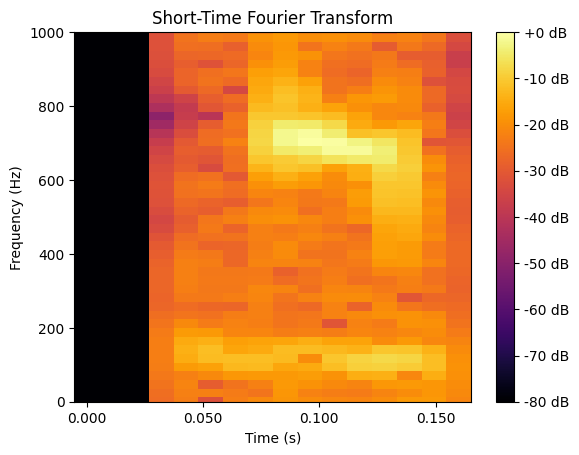 Short-Time Fourier Transform
1000
800
600
400
200
0
Frequency (Hz)
0.000
0.050
0.100
0.150
Time (s)
+0 dB
-10 dB
-20 dB
-30 dB
-40 dB
-50 dB
-60 dB
-70 dB
-80 dB